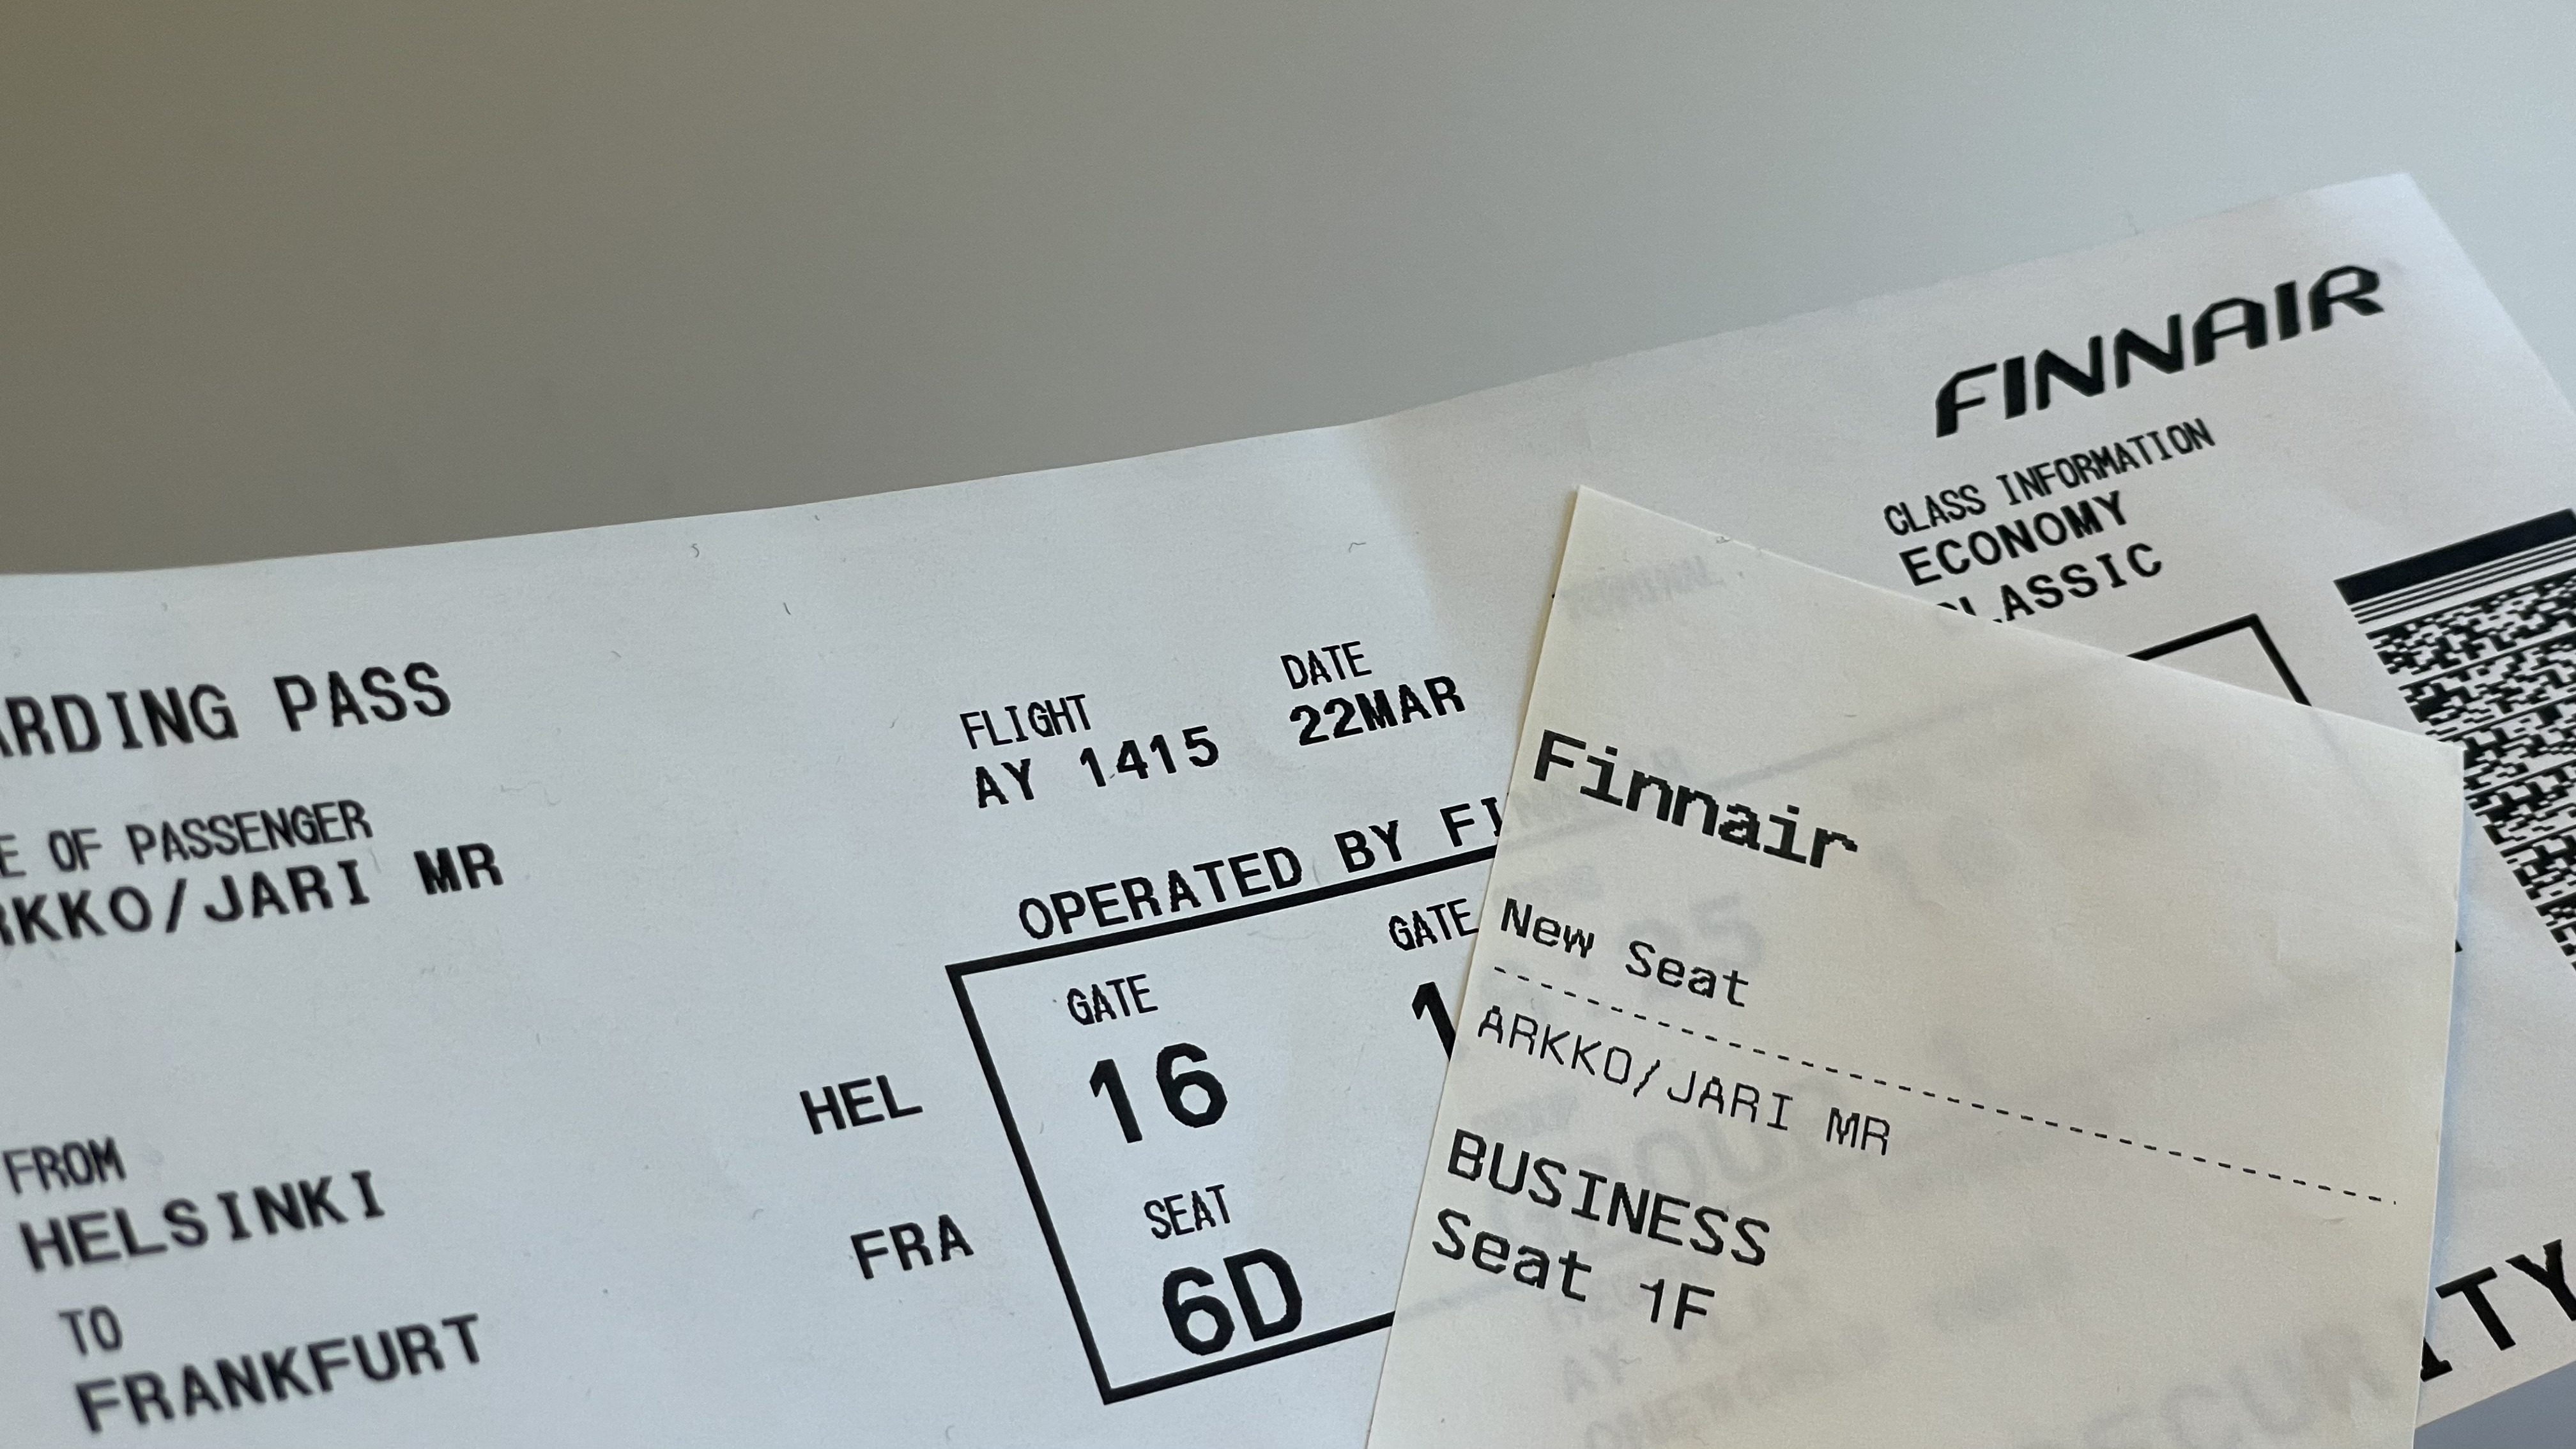 ARDING PASS
E OF PASSENGER
RKKO/JARI MR
FROM
HELSINKI
TO
FRANKFURT
HEL
FRA
FLIGHT
AY 1415
DATE
22MAR
OPERATED BY FI
GATE
16
GATE
1
SEAT
6D
FINNAIR
CLASS INFORMATION
ECONOMY
CLASSIC
ITY
Finnair
New Seat
ARKKO/JARI MR
BUSINESS
Seat 1F